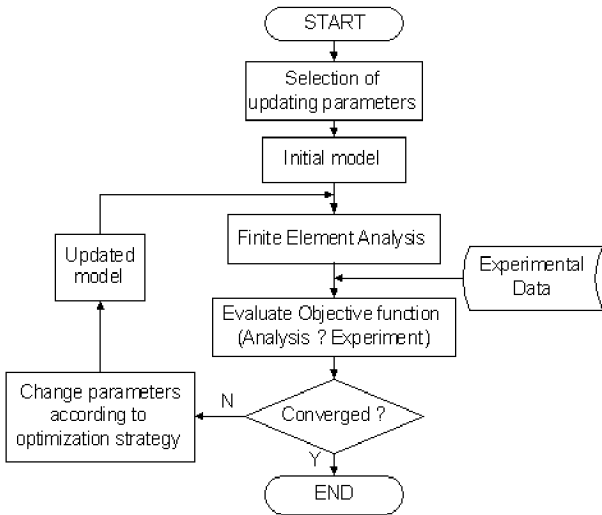 START
Selection of
updating parameters
Initial model
Finite Element Analysis
Updated
model
Experimental
Data
Evaluate Objective function
(Analysis ? Experiment)
Change parameters
according to
optimization strategy
N
Converged ?
Y
END